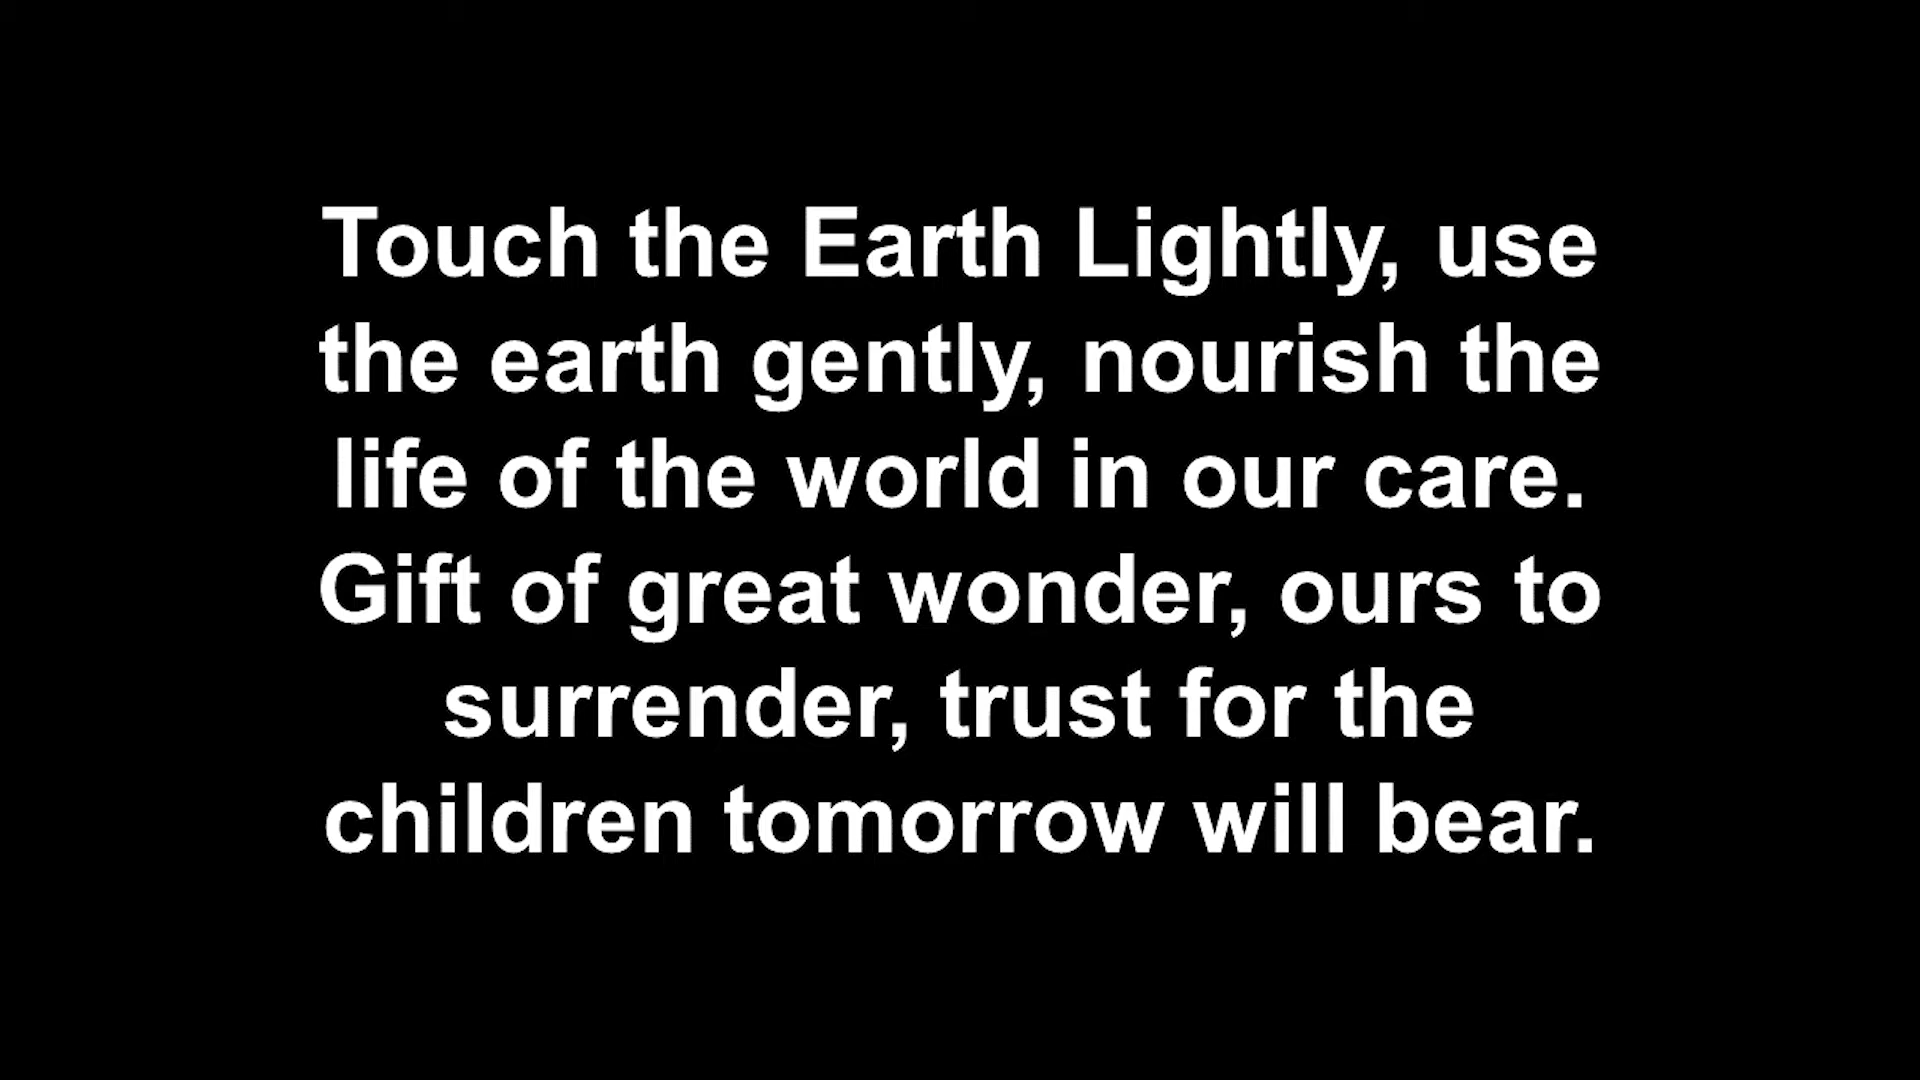 Touch the Earth Lightly, use
the earth gently, nourish the
life of the world in our care.
Gift of great wonder, ours to
surrender, trust for the
children tomorrow will bear.